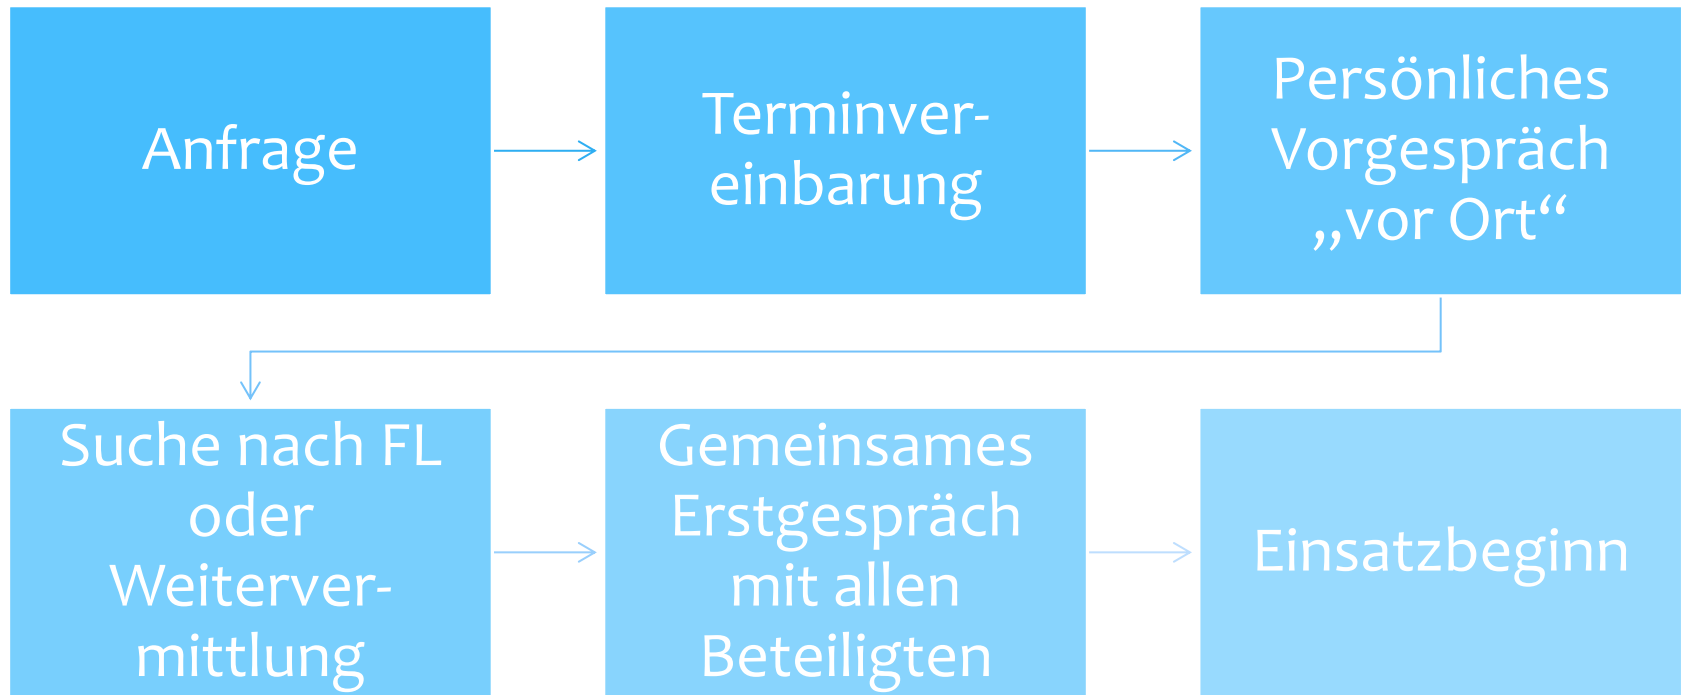 Anfrage
Terminver-
einbarung
Persönliches
Vorgespräch
„vor Ort“
Suche nach FL
oder
Weiterver-
mittlung
Gemeinsames
Erstgespräch
mit allen
Beteiligten
Einsatzbeginn